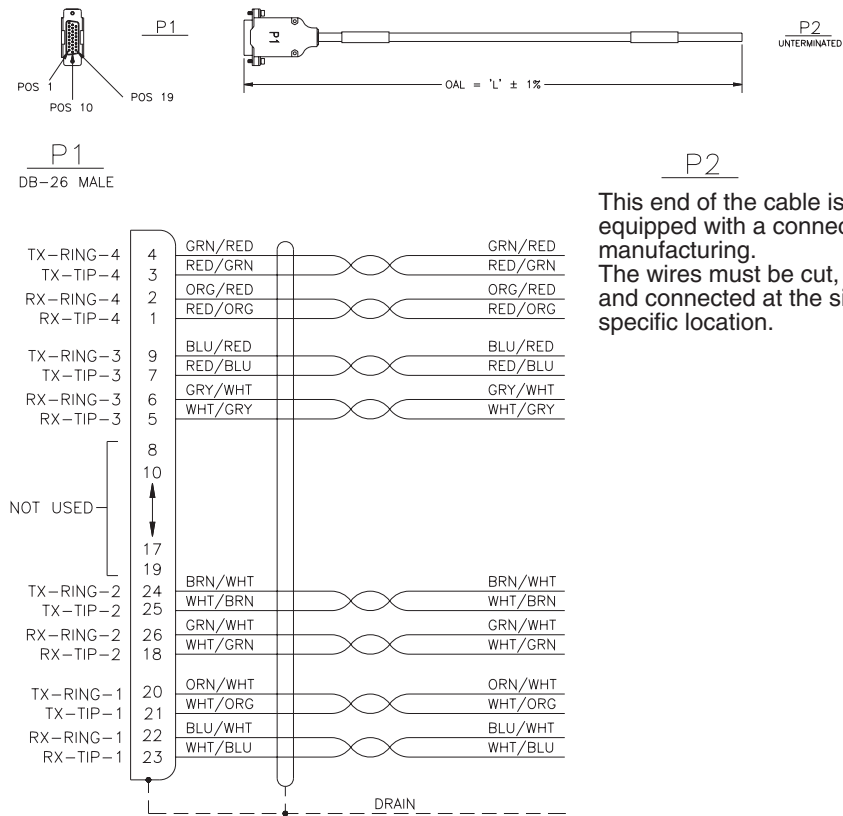 P1
P1
P2
UNTERMINATED
POS 1
POS 10
POS 19
OAL = 'L' ± 1%
P1
DB-26 MALE
P2
This end of the cable is
equipped with a connec
manufacturing.
The wires must be cut,
and connected at the si
specific location.
TX-RING-4 4 GRN/RED GRN/RED
TX-TIP-4 3 RED/GRN RED/GRN
RX-RING-4 2 ORG/RED ORG/RED
RX-TIP-4 1 RED/ORG RED/ORG
TX-RING-3 9 BLU/RED BLU/RED
TX-TIP-3 7 RED/BLU RED/BLU
RX-RING-3 6 GRY/WHT GRY/WHT
RX-TIP-3 5 WHT/GRY WHT/GRY
8
10
NOT USED
17
19
TX-RING-2 24 BRN/WHT BRN/WHT
TX-TIP-2 25 WHT/BRN WHT/BRN
RX-RING-2 26 GRN/WHT GRN/WHT
RX-TIP-2 18 WHT/GRN WHT/GRN
TX-RING-1 20 ORN/WHT ORN/WHT
TX-TIP-1 21 WHT/ORG WHT/ORG
RX-RING-1 22 BLU/WHT BLU/WHT
RX-TIP-1 23 WHT/BLU WHT/BLU
DRAIN